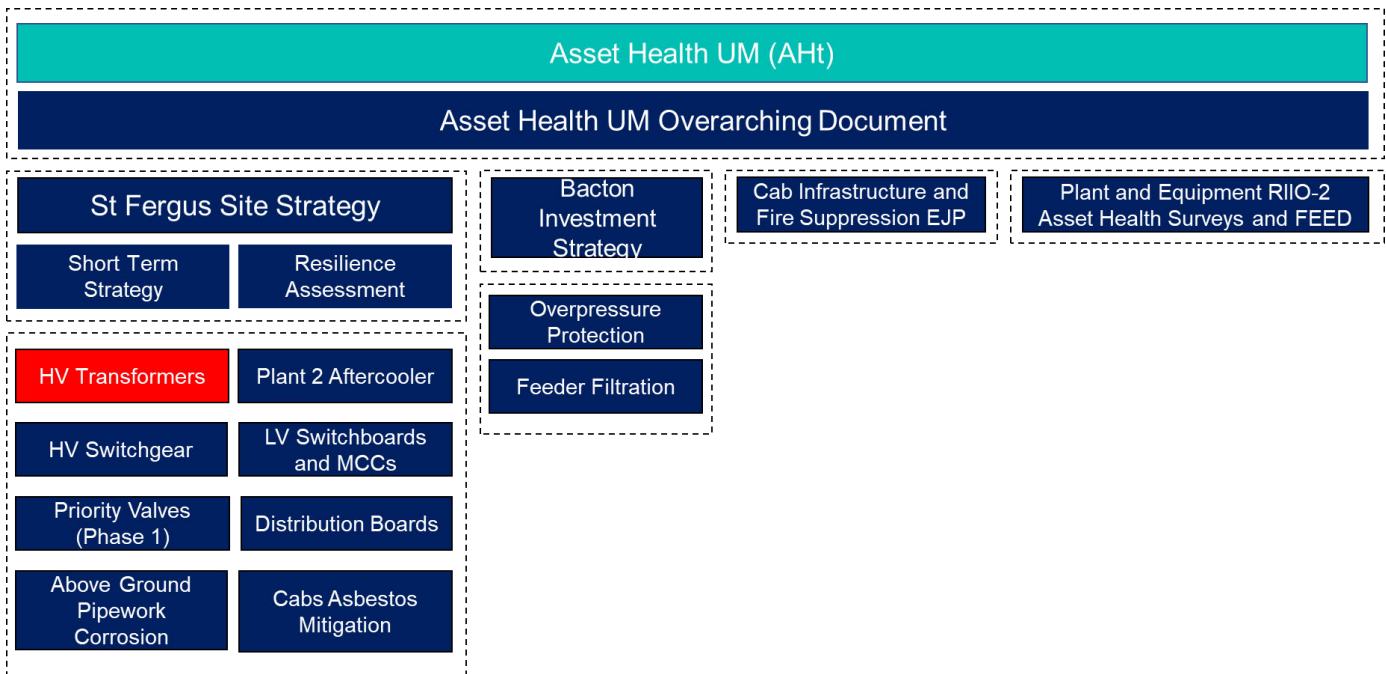 Asset Health UM (AHt)
Asset Health UM Overarching Document
St Fergus Site Strategy
Short Term
Strategy
Resilience
Assessment
Bacton
Investment
Strategy
Cab Infrastructure and
Fire Suppression EJP
Plant and Equipment RIIO-2
Asset Health Surveys and FEED
Overpressure
Protection
Feeder Filtration
HV Transformers
Plant 2 Aftercooler
HV Switchgear
LV Switchboards
and MCCs
Priority Valves
(Phase 1)
Distribution Boards
Above Ground
Pipework
Corrosion
Cabs Asbestos
Mitigation